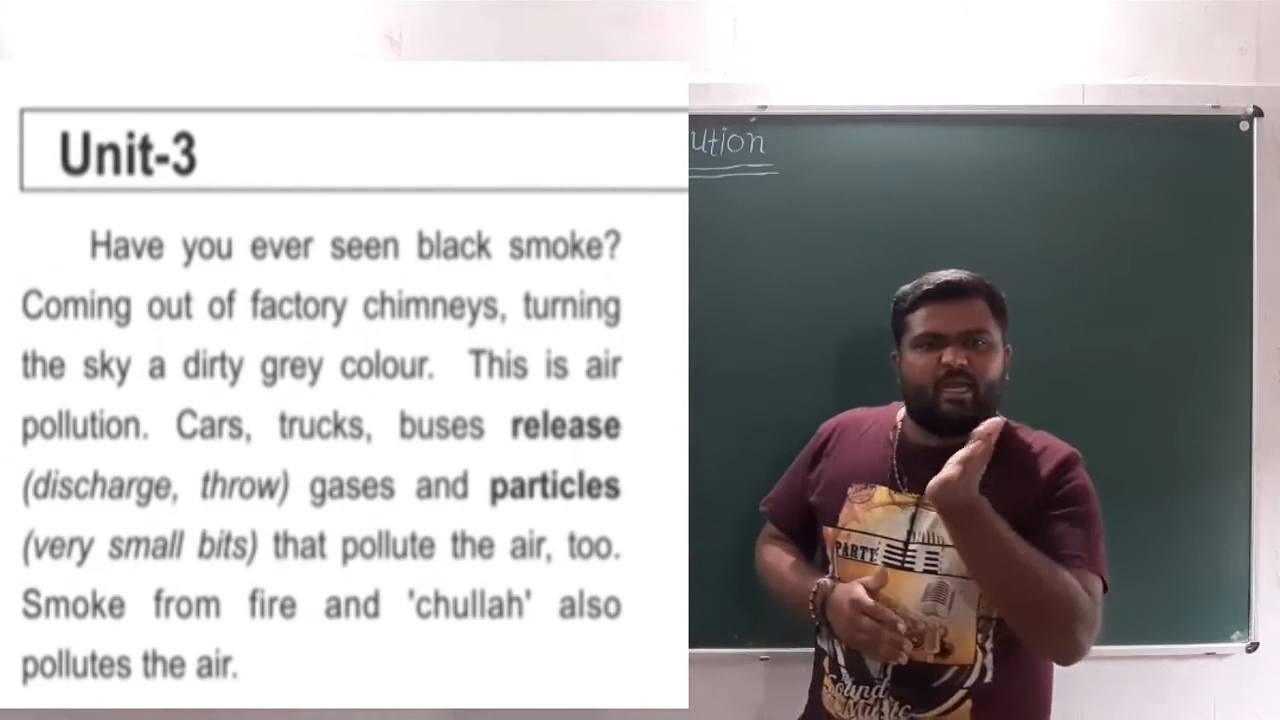 Unit-3
Have you ever seen black smoke?
Coming out of factory chimneys, turning
the sky a dirty grey colour. This is air
pollution. Cars, trucks, buses release
(discharge, throw) gases and particles
(very small bits) that pollute the air, too.
Smoke from fire and 'chullah' also
pollutes the air.
ution
PARTY
Sound
Music